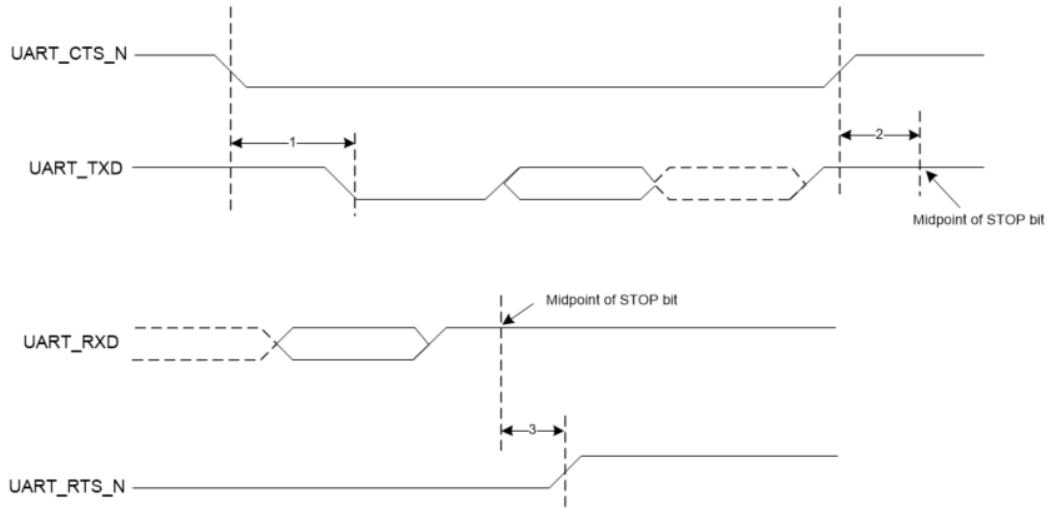 UART_CTS_N
1
2
UART_TXD
Midpoint of STOP bit
Midpoint of STOP bit
UART_RXD
3
UART_RTS_N